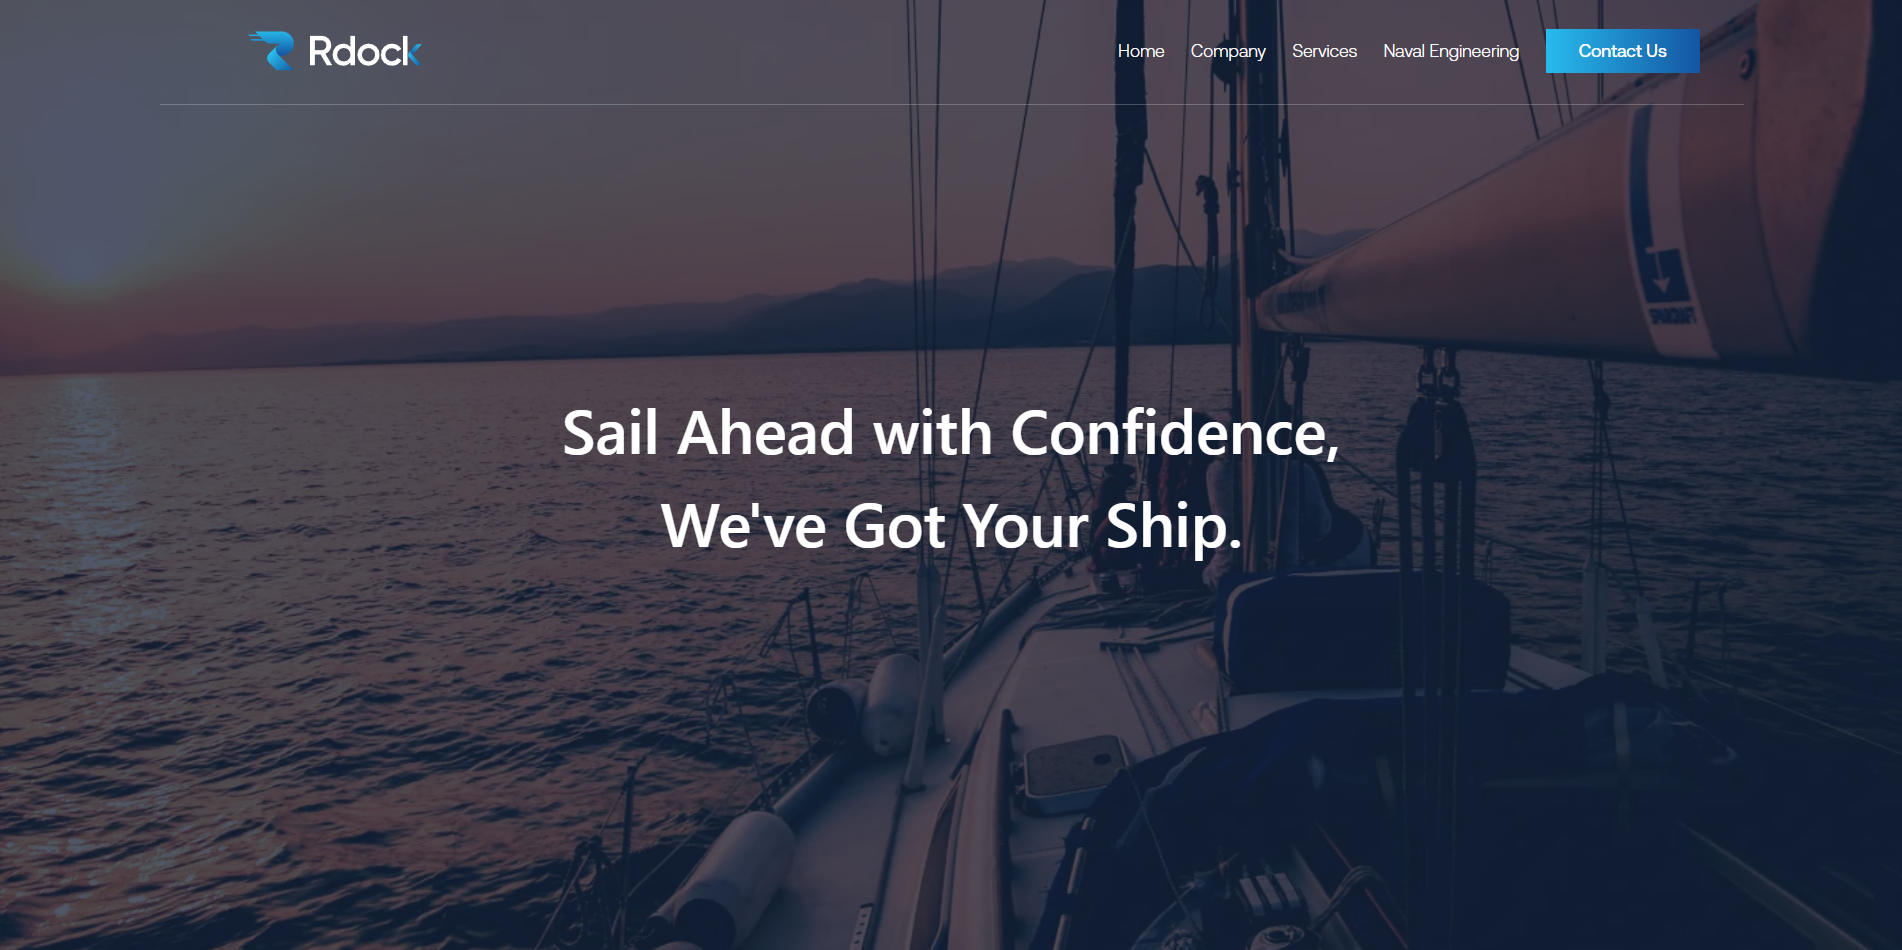 Rdock
Home Company Services Naval Engineering Contact Us
Sail Ahead with Confidence,
We've Got Your Ship.